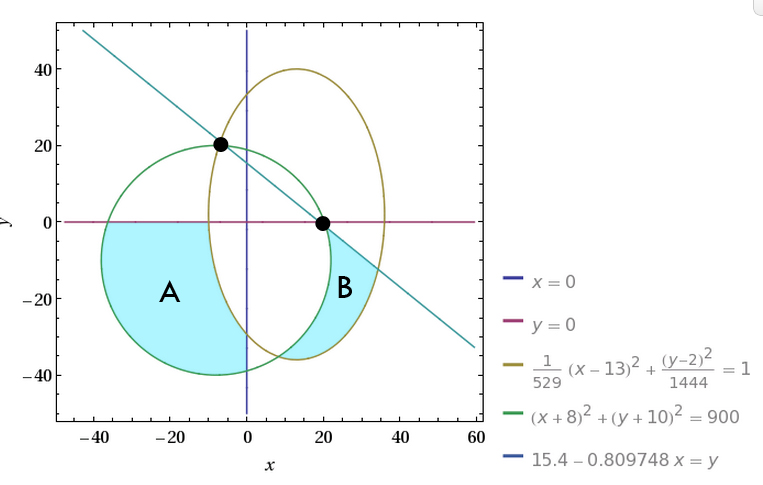 40
20
0
−20
−40
y
A
B
−40 −20 0 20 40 60
x
x = 0
y = 0
1/529 (x − 13)² + (y−2)²/1444 = 1
(x + 8)² + (y + 10)² = 900
15.4 − 0.809748 x = y